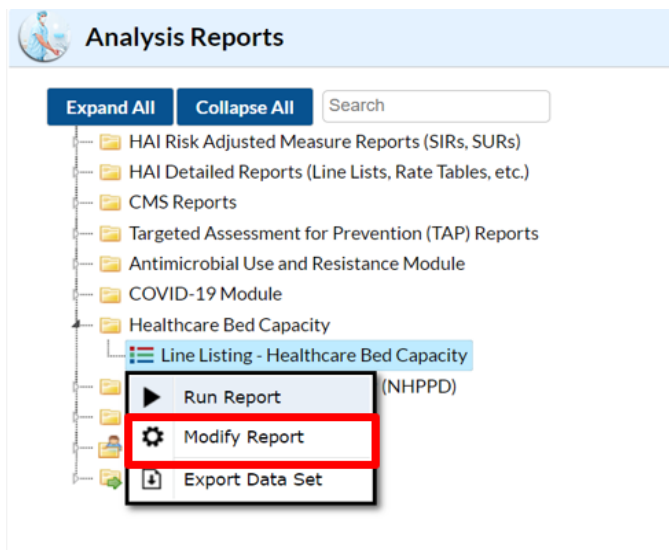 Analysis Reports
Expand All Collapse All Search
HAI Risk Adjusted Measure Reports (SIRs, SURs)
HAI Detailed Reports (Line Lists, Rate Tables, etc.)
CMS Reports
Targeted Assessment for Prevention (TAP) Reports
Antimicrobial Use and Resistance Module
COVID-19 Module
Healthcare Bed Capacity
Line Listing - Healthcare Bed Capacity
(NHPPD)
Run Report
Modify Report
Export Data Set